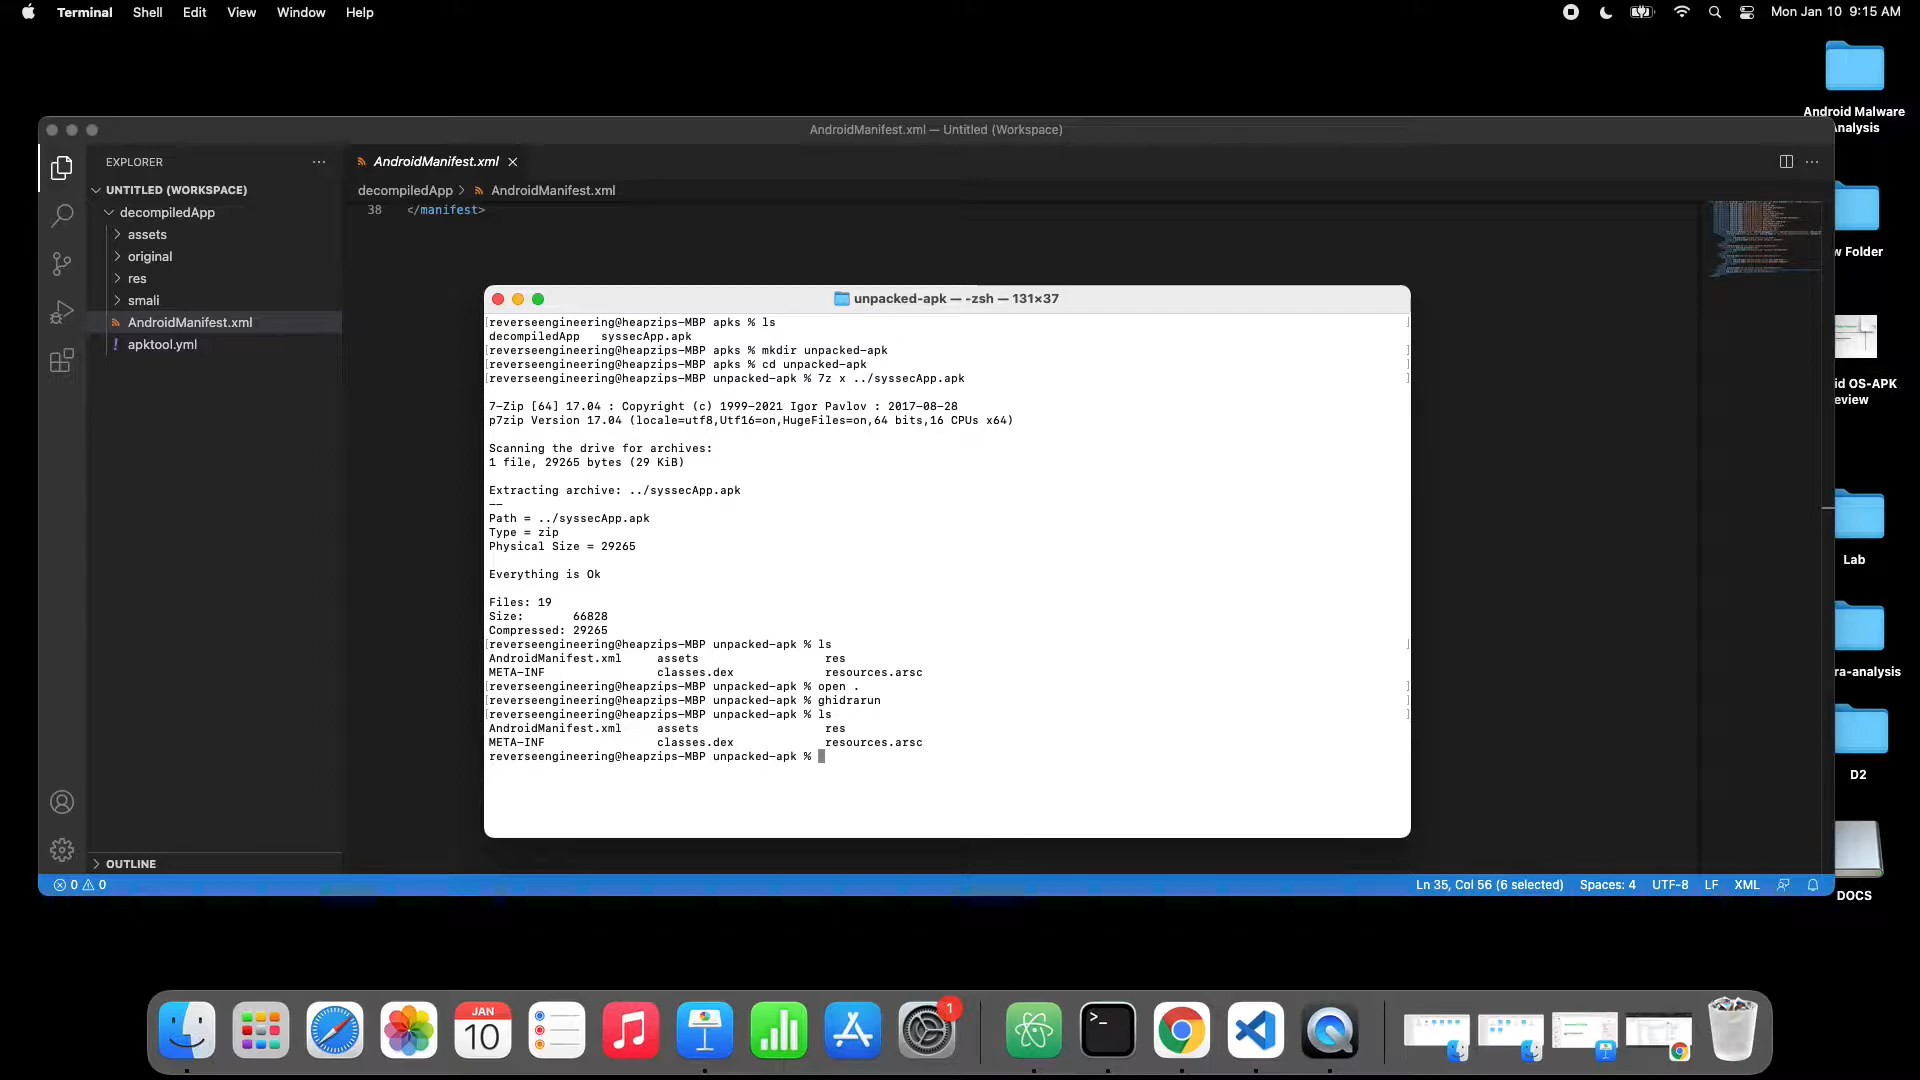 Terminal Shell Edit View Window Help
Mon Jan 10 9:15 AM
Android Malware
Analysis
AndroidManifest.xml — Untitled (Workspace)
EXPLORER
UNTITLED (WORKSPACE)
decompiledApp
assets
original
res
smali
AndroidManifest.xml
apktool.yml
OUTLINE
AndroidManifest.xml
decompiledApp > AndroidManifest.xml
38 </manifest>
unpacked-apk — -zsh — 131×37
[reverseengineering@heapzips-MBP apks % ls ]
decompiledApp syssecApp.apk
[reverseengineering@heapzips-MBP apks % mkdir unpacked-apk ]
[reverseengineering@heapzips-MBP apks % cd unpacked-apk ]
[reverseengineering@heapzips-MBP unpacked-apk % 7z x ../syssecApp.apk ]
7-Zip [64] 17.04 : Copyright (c) 1999-2021 Igor Pavlov : 2017-08-28
p7zip Version 17.04 (locale=utf8,Utf16=on,HugeFiles=on,64 bits,16 CPUs x64)
Scanning the drive for archives:
1 file, 29265 bytes (29 KiB)
Extracting archive: ../syssecApp.apk
--
Path = ../syssecApp.apk
Type = zip
Physical Size = 29265
Everything is Ok
Files: 19
Size: 66828
Compressed: 29265
[reverseengineering@heapzips-MBP unpacked-apk % ls ]
AndroidManifest.xml assets res
META-INF classes.dex resources.arsc
[reverseengineering@heapzips-MBP unpacked-apk % open . ]
[reverseengineering@heapzips-MBP unpacked-apk % ghidrarun ]
[reverseengineering@heapzips-MBP unpacked-apk % ls ]
AndroidManifest.xml assets res
META-INF classes.dex resources.arsc
reverseengineering@heapzips-MBP unpacked-apk %
w Folder
id OS-APK
eview
Lab
ra-analysis
D2
DOCS
0 0
Ln 35, Col 56 (6 selected) Spaces: 4 UTF-8 LF XML
JAN
10
1
>_